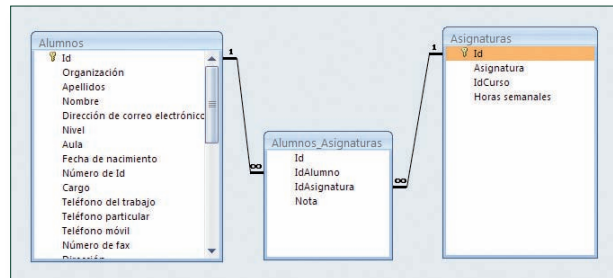 Alumnos
Id
Organización
Apellidos
Nombre
Dirección de correo electrónico
Nivel
Aula
Fecha de nacimiento
Número de Id
Cargo
Teléfono del trabajo
Teléfono particular
Teléfono móvil
Número de fax
Dirección
1
∞
Alumnos_Asignaturas
Id
IdAlumno
IdAsignatura
Nota
∞
1
Asignaturas
Id
Asignatura
IdCurso
Horas semanales